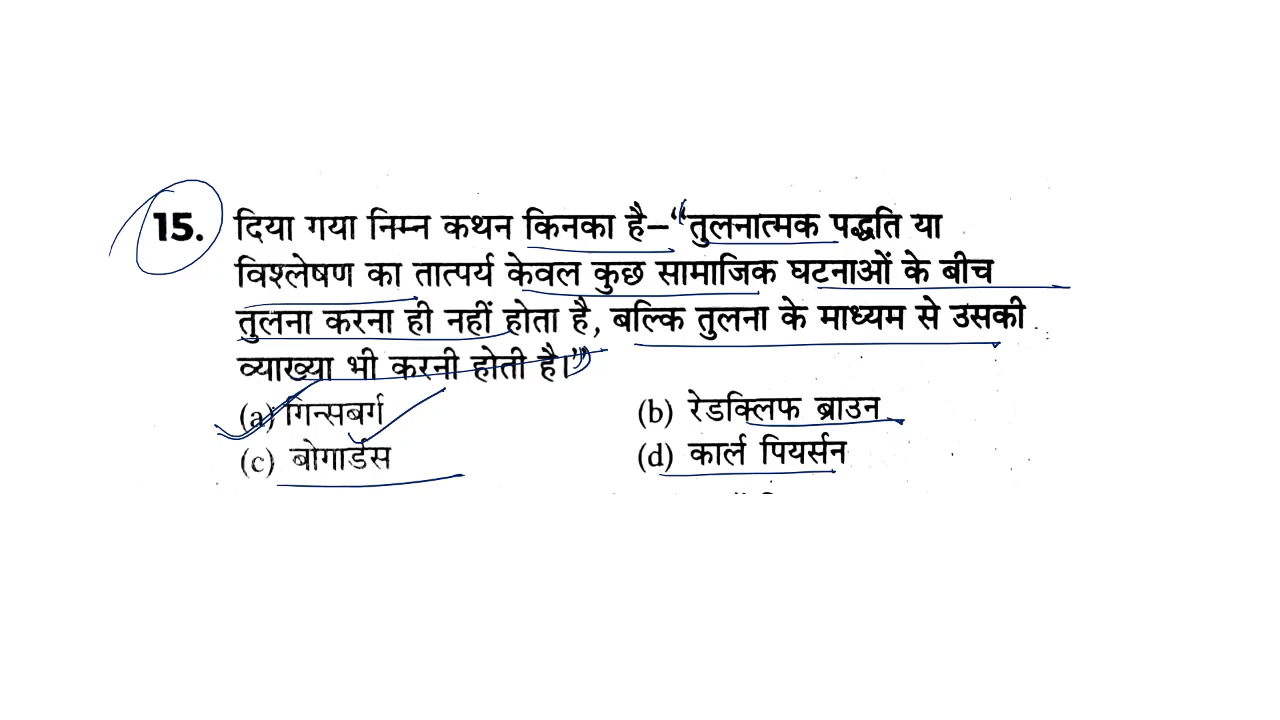 15. दिया गया निम्न कथन किनका है–“तुलनात्मक पद्धति या
विश्लेषण का तात्पर्य केवल कुछ सामाजिक घटनाओं के बीच
तुलना करना ही नहीं होता है, बल्कि तुलना के माध्यम से उसकी
व्याख्या भी करनी होती है।”
(a) गिन्सबर्ग (b) रेडक्लिफ ब्राउन
(c) बोगार्डस (d) कार्ल पियर्सन